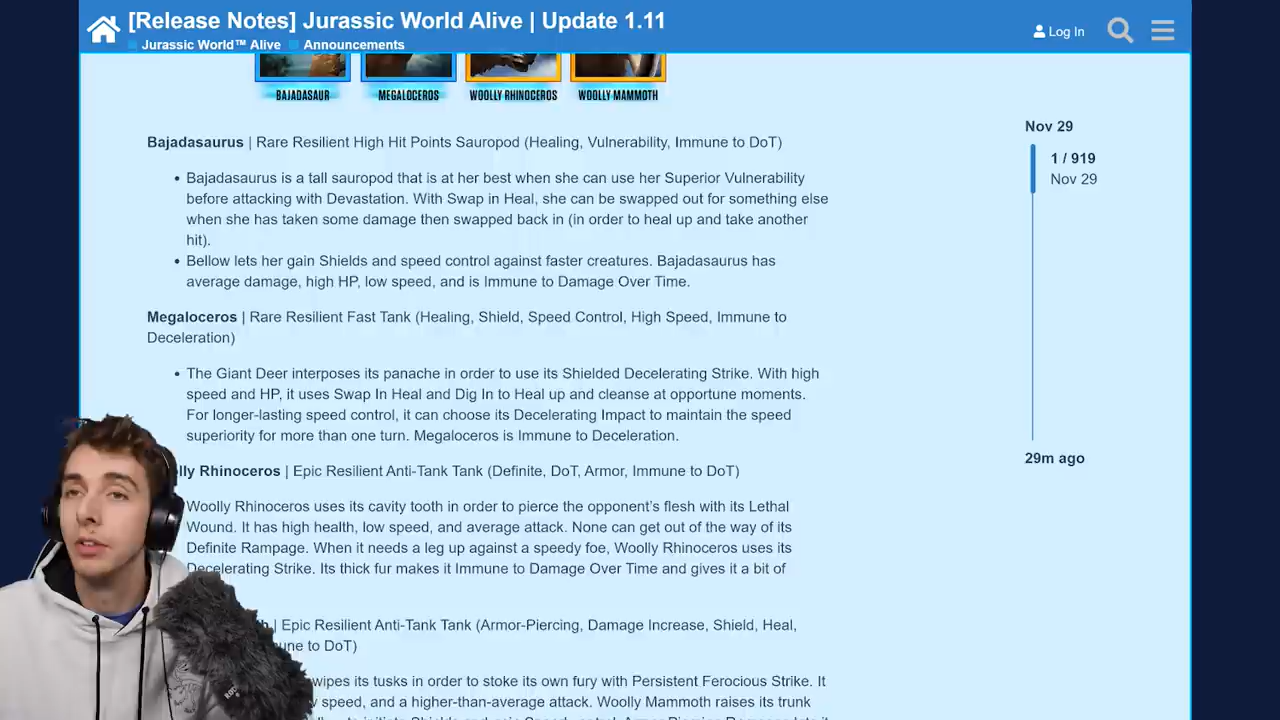 [Release Notes] Jurassic World Alive | Update 1.11
Jurassic World™ Alive Announcements
Log In
BAJADASAUR MEGALOCEROS WOOLLY RHINOCEROS WOOLLY MAMMOTH
Nov 29
1 / 919
Nov 29
29m ago
Bajadasaurus | Rare Resilient High Hit Points Sauropod (Healing, Vulnerability, Immune to DoT)
• Bajadasaurus is a tall sauropod that is at her best when she can use her Superior Vulnerability
before attacking with Devastation. With Swap in Heal, she can be swapped out for something else
when she has taken some damage then swapped back in (in order to heal up and take another
hit).
• Bellow lets her gain Shields and speed control against faster creatures. Bajadasaurus has
average damage, high HP, low speed, and is Immune to Damage Over Time.
Megaloceros | Rare Resilient Fast Tank (Healing, Shield, Speed Control, High Speed, Immune to
Deceleration)
• The Giant Deer interposes its panache in order to use its Shielded Decelerating Strike. With high
speed and HP, it uses Swap In Heal and Dig In to Heal up and cleanse at opportune moments.
For longer-lasting speed control, it can choose its Decelerating Impact to maintain the speed
superiority for more than one turn. Megaloceros is Immune to Deceleration.
lly Rhinoceros | Epic Resilient Anti-Tank Tank (Definite, DoT, Armor, Immune to DoT)
Woolly Rhinoceros uses its cavity tooth in order to pierce the opponent's flesh with its Lethal
Wound. It has high health, low speed, and average attack. None can get out of the way of its
Definite Rampage. When it needs a leg up against a speedy foe, Woolly Rhinoceros uses its
Decelerating Strike. Its thick fur makes it Immune to Damage Over Time and gives it a bit of
| Epic Resilient Anti-Tank Tank (Armor-Piercing, Damage Increase, Shield, Heal,
une to DoT)
wipes its tusks in order to stoke its own fury with Persistent Ferocious Strike. It
speed, and a higher-than-average attack. Woolly Mammoth raises its trunk